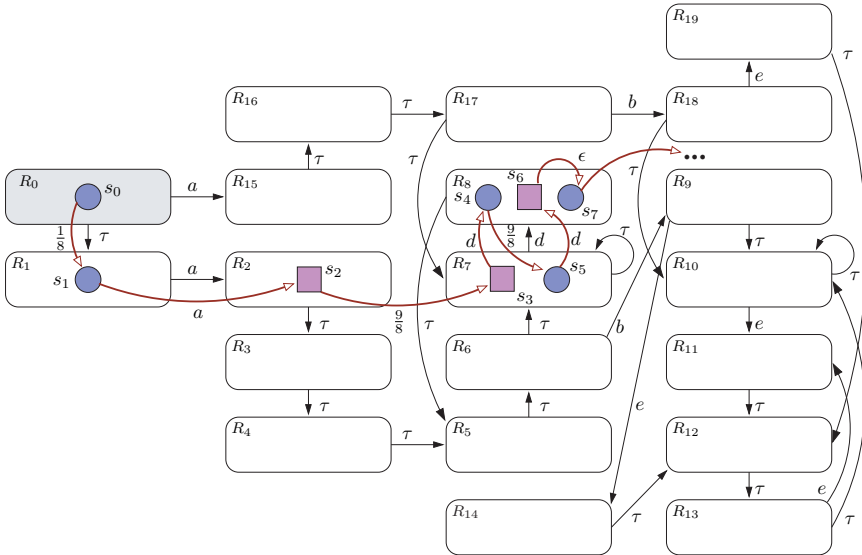 R19
τ
e
R16
τ
R17
b
R18
τ
τ
s6
ϵ
τ
...
R0
s0
a
R15
R8
s4
s7
R9
1/8
τ
d
9/8
d
d
τ
τ
R1
s1
a
R2
s2
R7
s3
s5
R10
τ
a
τ
9/8
τ
τ
b
e
R3
R6
R11
τ
τ
e
τ
R4
τ
R5
R12
τ
e
R14
τ
R13
τ